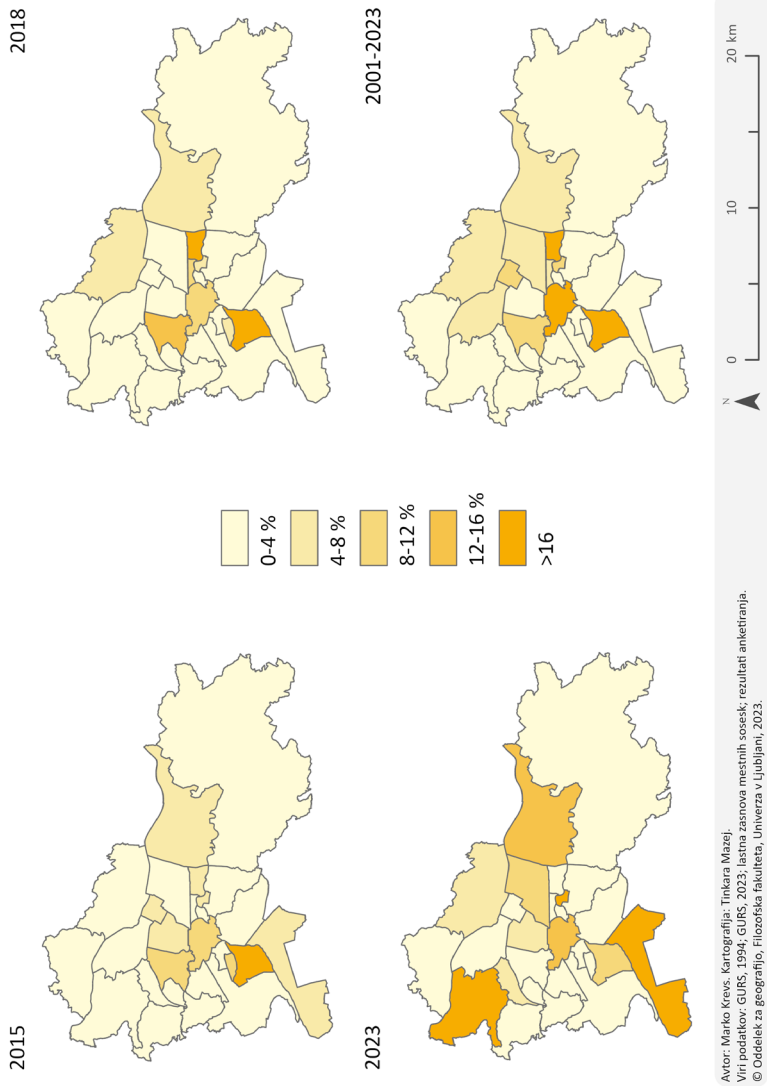 2015
2018
0-4 %
4-8 %
8-12 %
12-16 %
>16
2023
2001-2023
Avtor: Marko Krevs. Kartografija: Tinkara Mazej.
Viri podatkov: GURS, 1994; GURS, 2023; lastna zasnova mestnih sosesk; rezultati anketiranja.
© Oddelek za geografijo, Filozofska fakulteta, Univerza v Ljubljani, 2023.
N
0 10 20 km